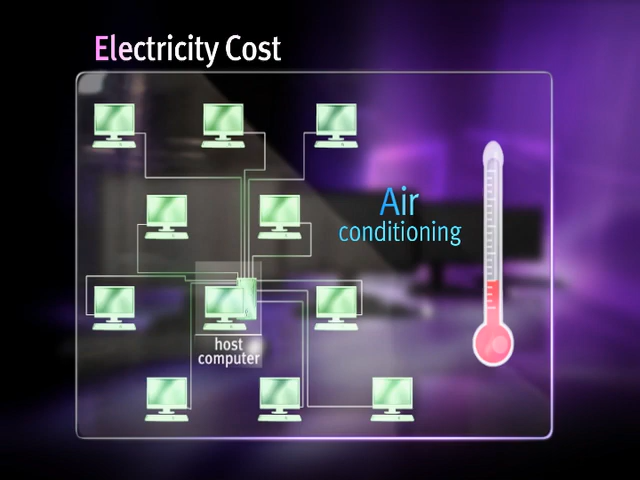 Electricity Cost
Air
conditioning
host
computer